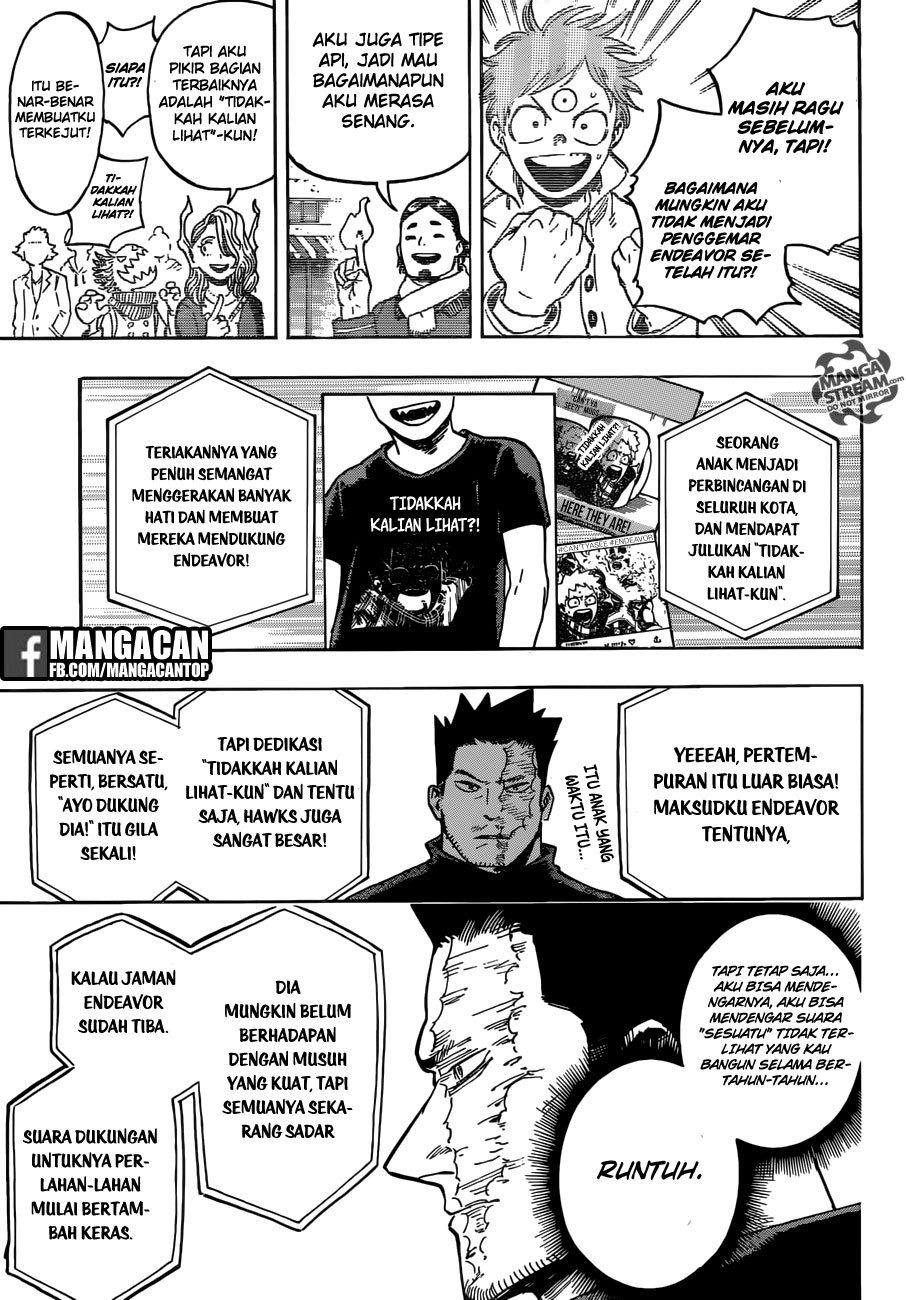 AKU
MASIH RAGU
SEBELUM-
NYA, TAPI!
BAGAIMANA
MUNGKIN AKU
TIDAK MENJADI
PENGGEMAR
ENDEAVOR SE-
TELAH ITU?!
AKU JUGA TIPE
API, JADI MAU
BAGAIMANAPUN
AKU MERASA
SENANG.
TAPI AKU
PIKIR BAGIAN
TERBAIKNYA
ADALAH "TIDAK-
KAH KALIAN
LIHAT"-KUN!
SIAPA
ITU?!
TI-
DAKKAH
KALIAN
LIHAT?!
ITU BE-
NAR-BENAR
MEMBUATKU
TERKEJUT!
MANGA
STREAM.com
DO NOT MIRROR!
SEORANG
ANAK MENJADI
PERBINCANGAN DI
SELURUH KOTA,
DAN MENDAPAT
JULUKAN "TIDAK-
KAH KALIAN
LIHAT-KUN".
"CAN'T YA
SEE?!" MUGS
TIDAKKAH
KALIAN LIHAT?!
HERE THEY ARE!
#CAN'TYASEE #ENDEAVOR
TIDAKKAH
KALIAN LIHAT?!
TERIAKANNYA YANG
PENUH SEMANGAT
MENGGERAKAN BANYAK
HATI DAN MEMBUAT
MEREKA MENDUKUNG
ENDEAVOR!
f MANGACAN
FB.COM/MANGACANTOP
YEEEAH, PERTEM-
PURAN ITU LUAR BIASA!
MAKSUDKU ENDEAVOR
TENTUNYA,
ITU ANAK YANG
WAKTU ITU...
TAPI DEDIKASI
"TIDAKKAH KALIAN
LIHAT-KUN" DAN TENTU
SAJA, HAWKS JUGA
SANGAT BESAR!
SEMUANYA SE-
PERTI, BERSATU,
"AYO DUKUNG
DIA!" ITU GILA
SEKALI!
TAPI TETAP SAJA...
AKU BISA MENDE-
NGARNYA, AKU BISA
MENDENGAR SUARA
"SESUATU" TIDAK TER-
LIHAT YANG KAU
BANGUN SELAMA BER-
TAHUN-TAHUN...
RUNTUH.
DIA
MUNGKIN BELUM
BERHADAPAN
DENGAN MUSUH
YANG KUAT, TAPI
SEMUANYA SEKA-
RANG SADAR
KALAU JAMAN
ENDEAVOR
SUDAH TIBA.
SUARA DUKUNGAN
UNTUKNYA PER-
LAHAN-LAHAN
MULAI BERTAM-
BAH KERAS.